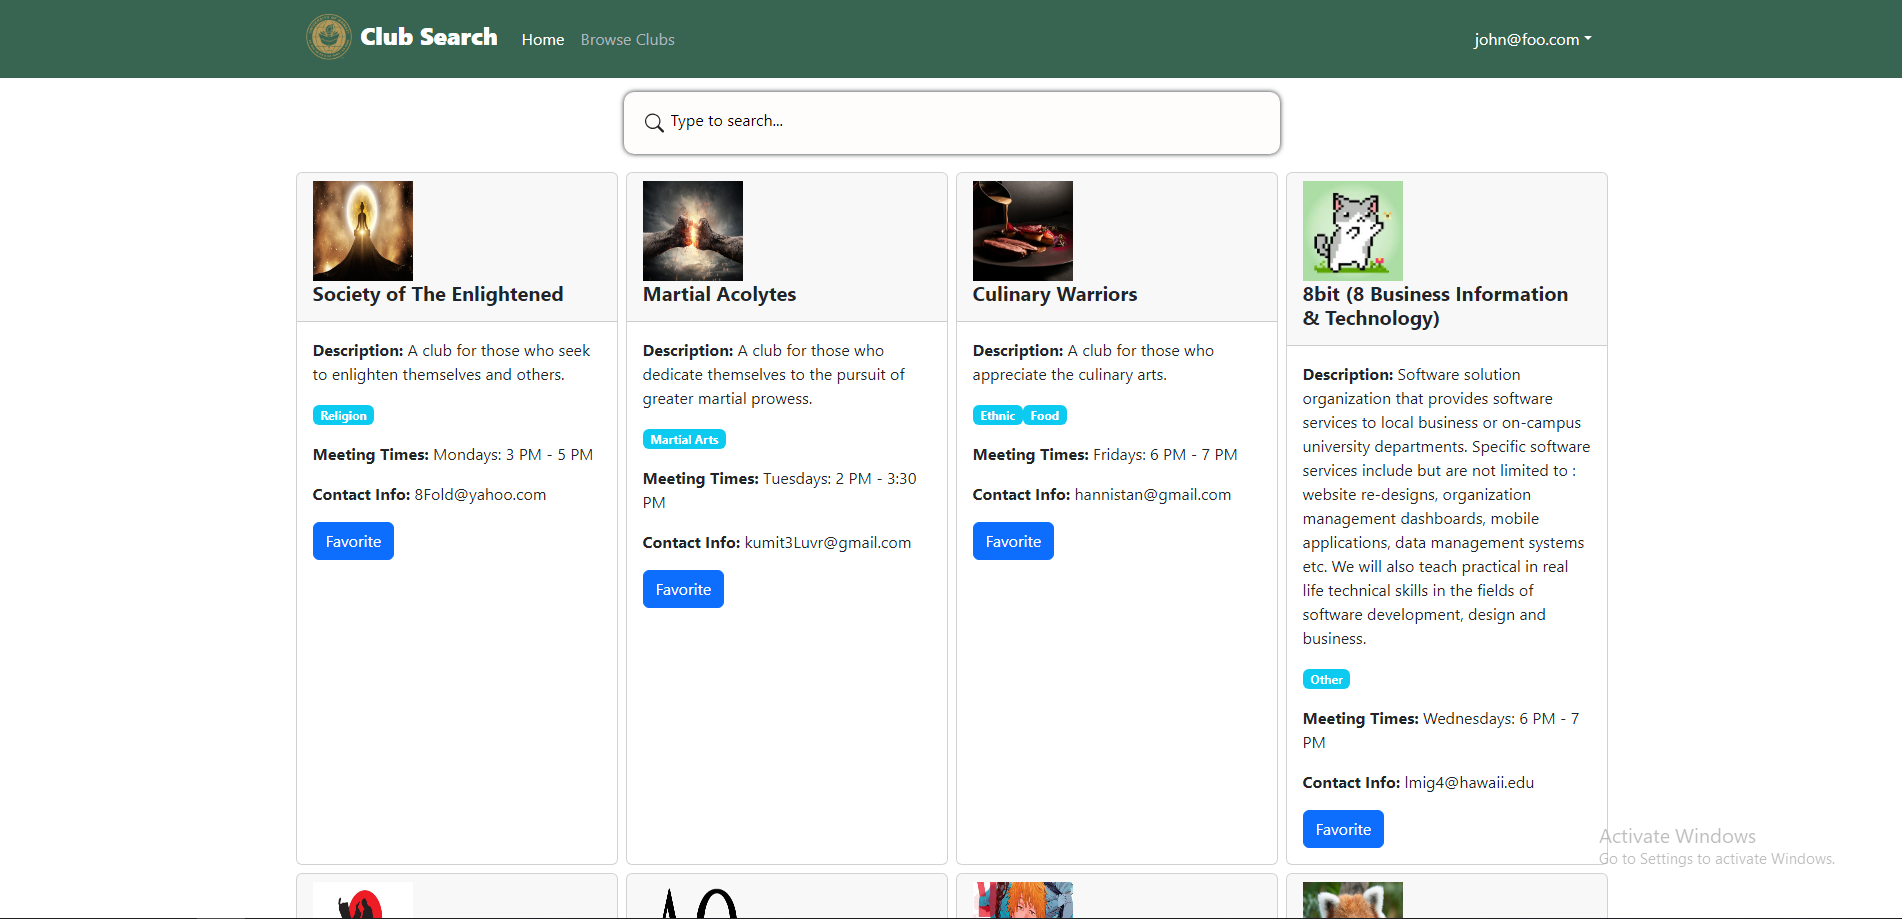 Club Search
Home
Browse Clubs
john@foo.com
Type to search...
Society of The Enlightened
Description: A club for those who seek
to enlighten themselves and others.
Religion
Meeting Times: Mondays: 3 PM - 5 PM
Contact Info: 8Fold@yahoo.com
Favorite
Martial Acolytes
Description: A club for those who
dedicate themselves to the pursuit of
greater martial prowess.
Martial Arts
Meeting Times: Tuesdays: 2 PM - 3:30
PM
Contact Info: kumit3Luvr@gmail.com
Favorite
Culinary Warriors
Description: A club for those who
appreciate the culinary arts.
Ethnic
Food
Meeting Times: Fridays: 6 PM - 7 PM
Contact Info: hannistan@gmail.com
Favorite
8bit (8 Business Information
& Technology)
Description: Software solution
organization that provides software
services to local business or on-campus
university departments. Specific software
services include but are not limited to :
website re-designs, organization
management dashboards, mobile
applications, data management systems
etc. We will also teach practical in real
life technical skills in the fields of
software development, design and
business.
Other
Meeting Times: Wednesdays: 6 PM - 7
PM
Contact Info: lmig4@hawaii.edu
Favorite
Activate Windows
Go to Settings to activate Windows.